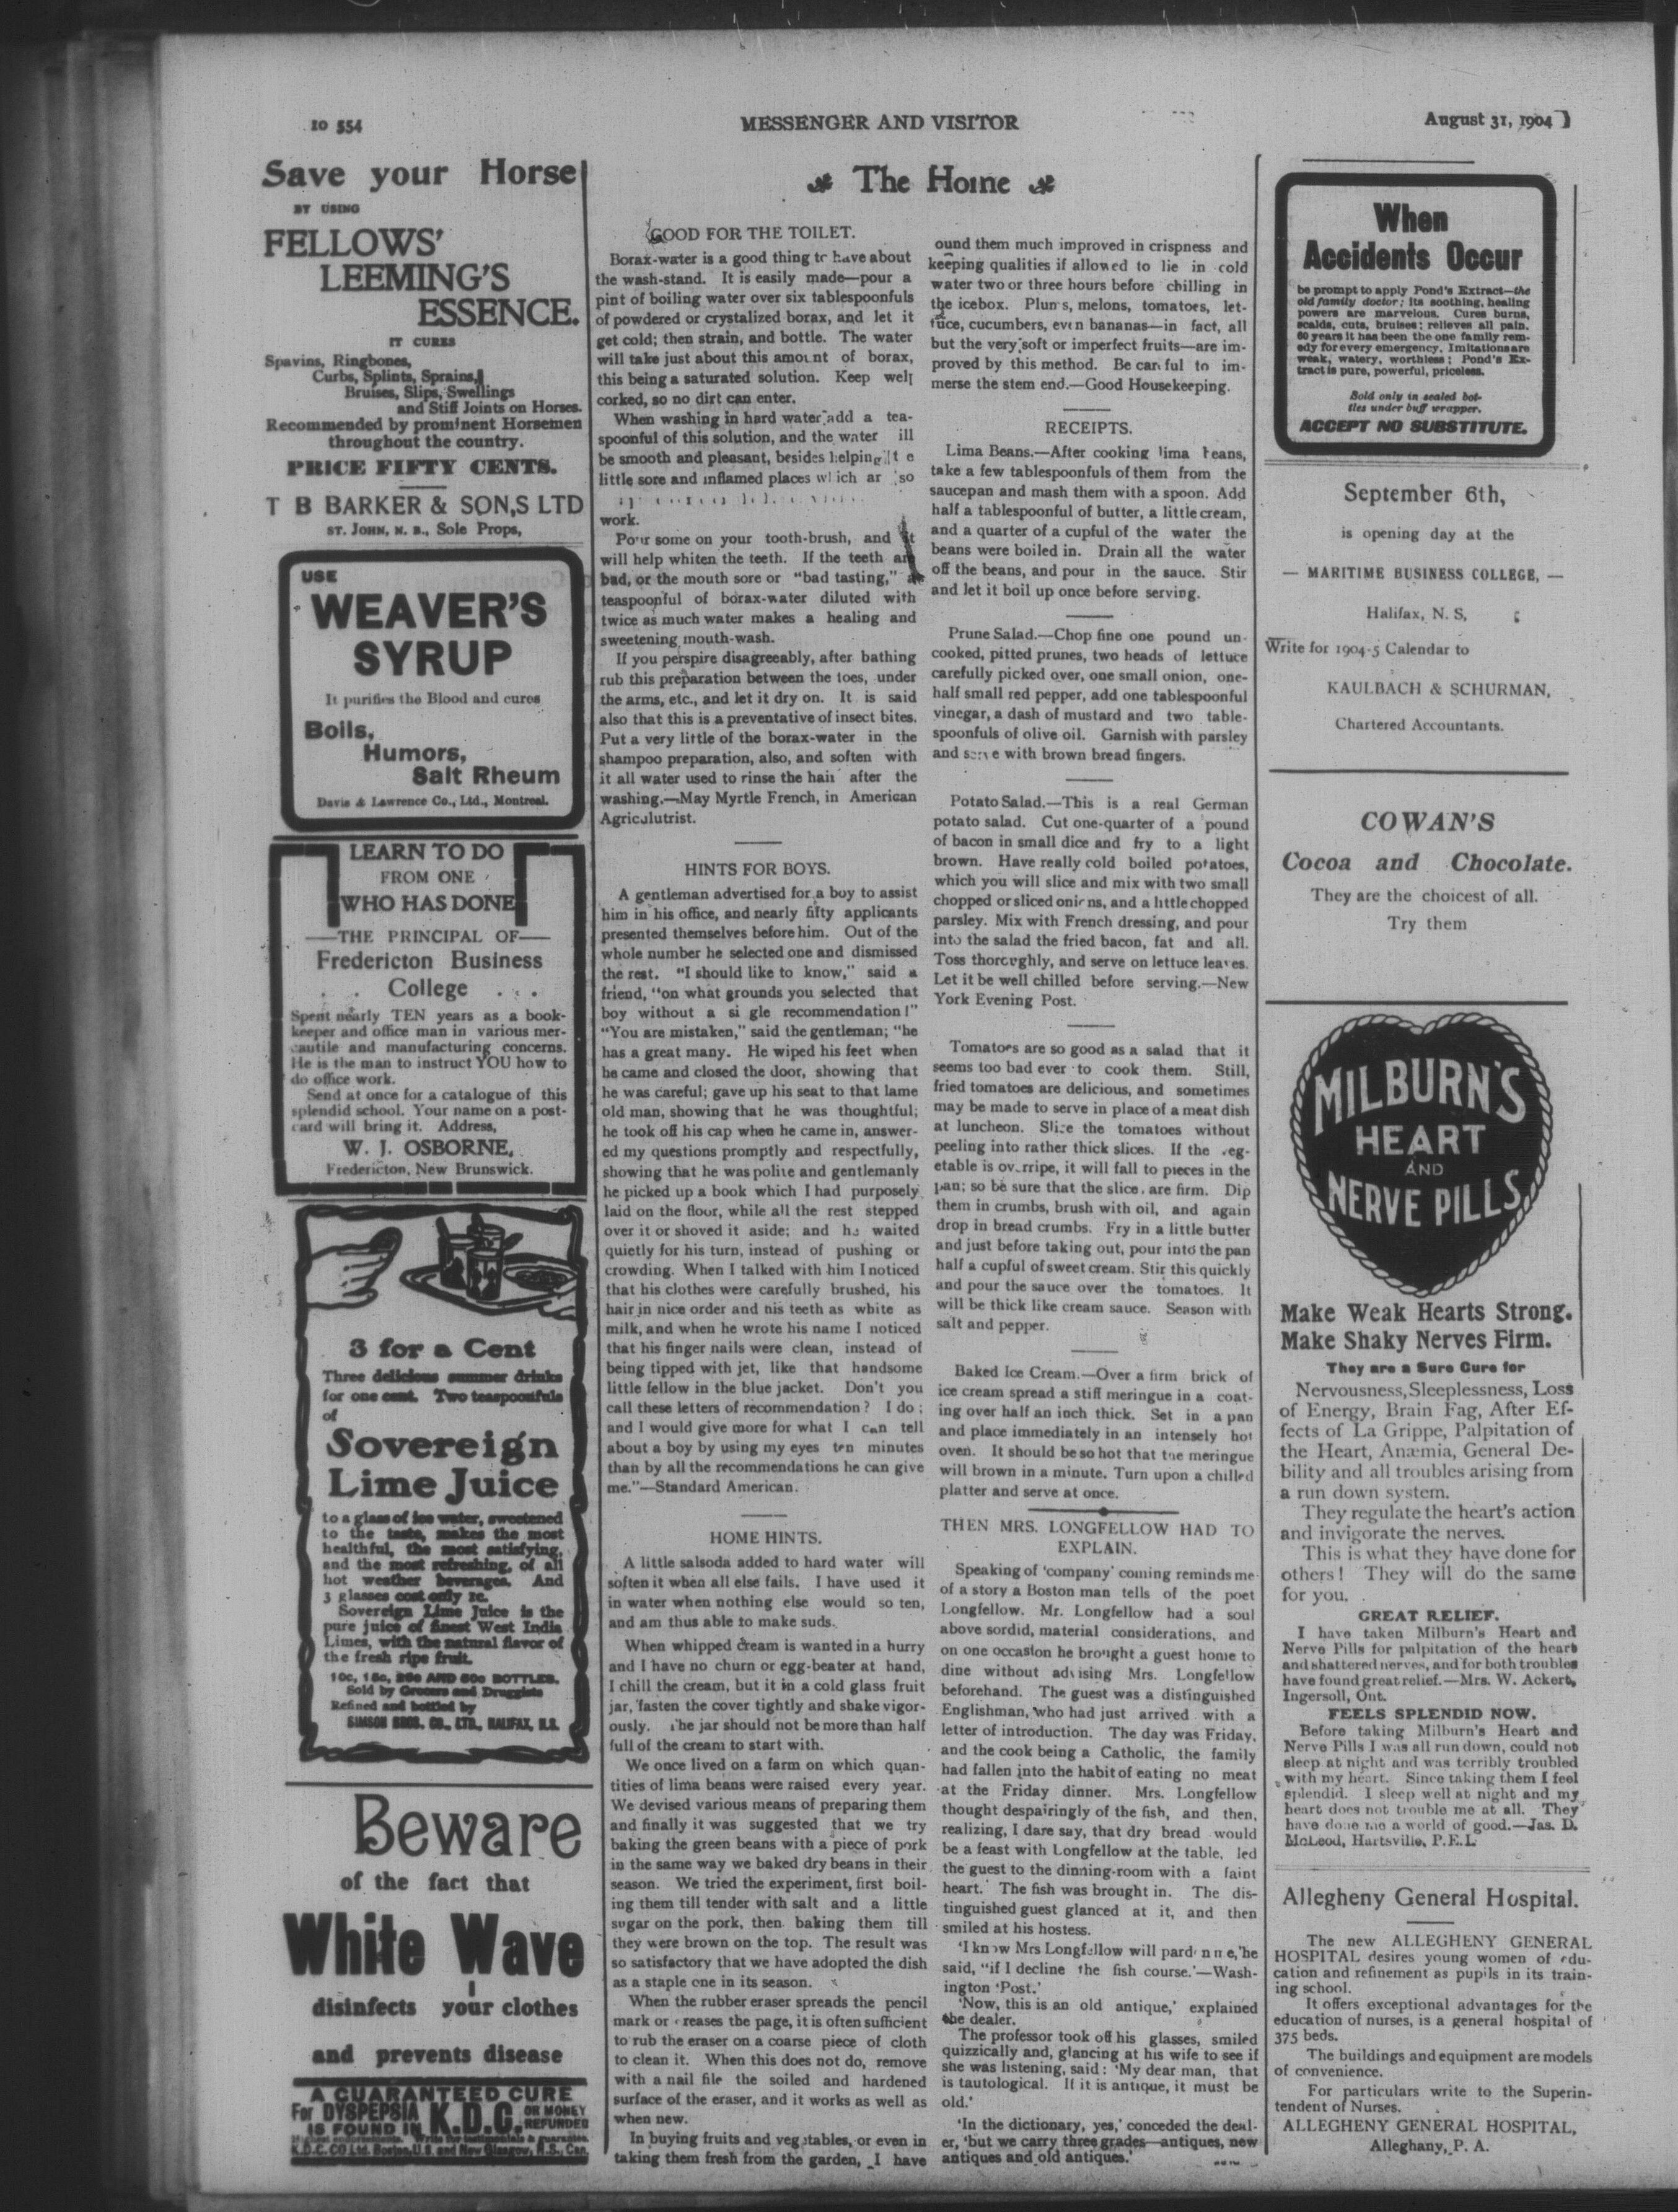 10 554
MESSENGER AND VISITOR
August 31, 1904
Save your Horse
BY USING
FELLOWS'
LEEMING'S
ESSENCE.
IT CURES
Spavins, Ringbones,
Curbs, Splints, Sprains,
Bruises, Slips, Swellings
and Stiff Joints on Horses.
Recommended by prominent Horsemen
throughout the country.
PRICE FIFTY CENTS.
T B BARKER & SON,S LTD
ST. JOHN, N. B., Sole Props,
USE
WEAVER'S
SYRUP
It purifies the Blood and cures
Boils,
Humors,
Salt Rheum
Davis & Lawrence Co., Ltd., Montreal.
LEARN TO DO
FROM ONE
WHO HAS DONE
—THE PRINCIPAL OF—
Fredericton Business
. . College . . .
Spent nearly TEN years as a book-
keeper and office man in various mer-
cautile and manufacturing concerns.
He is the man to instruct YOU how to
do office work.
Send at once for a catalogue of this
splendid school. Your name on a post-
card will bring it. Address,
W. J. OSBORNE,
Fredericton, New Brunswick.
3 for a Cent
Three delicious summer drinks
for one cent. Two teaspoonfuls
of
Sovereign
Lime Juice
to a glass of ice water, sweetened
to the taste, makes the most
healthful, the most satisfying,
and the most refreshing, of all
hot weather beverages. And
3 glasses cost only 1c.
Sovereign Lime Juice is the
pure juice of finest West India
Limes, with the natural flavor of
the fresh ripe fruit.
10c, 15c, 25c AND 50c BOTTLES.
Sold by Grocers and Druggists
Refined and bottled by
SIMSON BROS. CO., LTD., HALIFAX, N.S.
Beware
of the fact that
White Wave
disinfects your clothes
and prevents disease
A GUARANTEED CURE
For DYSPEPSIA K.D.C. OR MONEY
IS FOUND IN REFUNDED
Highest endorsements. Write for testimonials & guarantee.
K.D.C. CO Ltd. Boston, U.S. and New Glasgow, N.S., Can.
The Home
GOOD FOR THE TOILET.
Borax-water is a good thing to have about
the wash-stand. It is easily made—pour a
pint of boiling water over six tablespoonfuls
of powdered or crystalized borax, and let it
get cold; then strain, and bottle. The water
will take just about this amount of borax,
this being a saturated solution. Keep well
corked, so no dirt can enter.
When washing in hard water add a tea-
spoonful of this solution, and the water ill
be smooth and pleasant, besides helping
little sore and inflamed places which ar so
work.
Pour some on your tooth-brush, and it
will help whiten the teeth. If the teeth are
bad, or the mouth sore or "bad tasting," a
teaspoonful of borax-water diluted with
twice as much water makes a healing and
sweetening mouth-wash.
If you perspire disagreeably, after bathing
rub this preparation between the toes, under
the arms, etc., and let it dry on. It is said
also that this is a preventative of insect bites.
Put a very little of the borax-water in the
shampoo preparation, also, and soften with
it all water used to rinse the hair after the
washing.—May Myrtle French, in American
Agriculutrist.
HINTS FOR BOYS.
A gentleman advertised for a boy to assist
him in his office, and nearly fifty applicants
presented themselves before him. Out of the
whole number he selected one and dismissed
the rest. "I should like to know," said a
friend, "on what grounds you selected that
boy without a si gle recommendation!"
"You are mistaken," said the gentleman; "he
has a great many. He wiped his feet when
he came and closed the door, showing that
he was careful; gave up his seat to that lame
old man, showing that he was thoughtful;
he took off his cap when he came in, answer-
ed my questions promptly and respectfully,
showing that he was polite and gentlemanly
he picked up a book which I had purposely
laid on the floor, while all the rest stepped
over it or shoved it aside; and he waited
quietly for his turn, instead of pushing or
crowding. When I talked with him I noticed
that his clothes were carefully brushed, his
hair in nice order and his teeth as white as
milk, and when he wrote his name I noticed
that his finger nails were clean, instead of
being tipped with jet, like that handsome
little fellow in the blue jacket. Don't you
call these letters of recommendation? I do;
and I would give more for what I can tell
about a boy by using my eyes ten minutes
than by all the recommendations he can give
me."—Standard American.
HOME HINTS.
A little salsoda added to hard water will
soften it when all else fails. I have used it
in water when nothing else would so ten,
and am thus able to make suds.
When whipped cream is wanted in a hurry
and I have no churn or egg-beater at hand,
I chill the cream, but it in a cold glass fruit
jar, fasten the cover tightly and shake vigor-
ously. The jar should not be more than half
full of the cream to start with.
We once lived on a farm on which quan-
tities of lima beans were raised every year.
We devised various means of preparing them
and finally it was suggested that we try
baking the green beans with a piece of pork
in the same way we baked dry beans in their
season. We tried the experiment, first boil-
ing them till tender with salt and a little
sugar on the pork, then baking them till
they were brown on the top. The result was
so satisfactory that we have adopted the dish
as a staple one in its season.
When the rubber eraser spreads the pencil
mark or creases the page, it is often sufficient
to rub the eraser on a coarse piece of cloth
to clean it. When this does not do, remove
with a nail file the soiled and hardened
surface of the eraser, and it works as well as
when new.
In buying fruits and vegetables, or even in
taking them fresh from the garden, I have
ound them much improved in crispness and
keeping qualities if allowed to lie in cold
water two or three hours before chilling in
the icebox. Plums, melons, tomatoes, let-
tuce, cucumbers, even bananas—in fact, all
but the very soft or imperfect fruits—are im-
proved by this method. Be careful to im-
merse the stem end.—Good Housekeeping.
RECEIPTS.
Lima Beans.—After cooking lima beans,
take a few tablespoonfuls of them from the
saucepan and mash them with a spoon. Add
half a tablespoonful of butter, a little cream,
and a quarter of a cupful of the water the
beans were boiled in. Drain all the water
off the beans, and pour in the sauce. Stir
and let it boil up once before serving.
Prune Salad.—Chop fine one pound un-
cooked, pitted prunes, two heads of lettuce
carefully picked over, one small onion, one-
half small red pepper, add one tablespoonful
vinegar, a dash of mustard and two table-
spoonfuls of olive oil. Garnish with parsley
and serve with brown bread fingers.
Potato Salad.—This is a real German
potato salad. Cut one-quarter of a pound
of bacon in small dice and fry to a light
brown. Have really cold boiled potatoes,
which you will slice and mix with two small
chopped or sliced onions, and a little chopped
parsley. Mix with French dressing, and pour
into the salad the fried bacon, fat and all.
Toss thoroughly, and serve on lettuce leaves.
Let it be well chilled before serving.—New
York Evening Post.
Tomatoes are so good as a salad that it
seems too bad ever to cook them. Still,
fried tomatoes are delicious, and sometimes
may be made to serve in place of a meat dish
at luncheon. Slice the tomatoes without
peeling into rather thick slices. If the veg-
etable is overripe, it will fall to pieces in the
pan; so be sure that the slice. are firm. Dip
them in crumbs, brush with oil, and again
drop in bread crumbs. Fry in a little butter
and just before taking out, pour into the pan
half a cupful of sweet cream. Stir this quickly
and pour the sauce over the tomatoes. It
will be thick like cream sauce. Season with
salt and pepper.
Baked Ice Cream.—Over a firm brick of
ice cream spread a stiff meringue in a coat-
ing over half an inch thick. Set in a pan
and place immediately in an intensely hot
oven. It should be so hot that the meringue
will brown in a minute. Turn upon a chilled
platter and serve at once.
THEN MRS. LONGFELLOW HAD TO
EXPLAIN.
Speaking of 'company' coming reminds me
of a story a Boston man tells of the poet
Longfellow. Mr. Longfellow had a soul
above sordid, material considerations, and
on one occasion he brought a guest home to
dine without advising Mrs. Longfellow
beforehand. The guest was a distinguished
Englishman, who had just arrived with a
letter of introduction. The day was Friday,
and the cook being a Catholic, the family
had fallen into the habit of eating no meat
at the Friday dinner. Mrs. Longfellow
thought despairingly of the fish, and then,
realizing, I dare say, that dry bread would
be a feast with Longfellow at the table, led
the guest to the dinning-room with a faint
heart. The fish was brought in. The dis-
tinguished guest glanced at it, and then
smiled at his hostess.
'I know Mrs Longfellow will pardon me,'he
said, "if I decline the fish course.'—Wash-
ington 'Post.'
'Now, this is an old antique,' explained
the dealer.
The professor took off his glasses, smiled
quizzically and, glancing at his wife to see if
she was listening, said: 'My dear man, that
is tautological. If it is antique, it must be
old.'
'In the dictionary, yes,' conceded the deal-
er, 'but we carry three grades—antiques, new
antiques and old antiques.'
When
Accidents Occur
be prompt to apply Pond's Extract—the
old family doctor; its soothing, healing
powers are marvelous. Cures burns,
scalds, cuts, bruises; relieves all pain.
60 years it has been the one family rem-
edy for every emergency. Imitations are
weak, watery, worthless; Pond's Ex-
tract is pure, powerful, priceless.
Sold only in sealed bot-
tles under buff wrapper.
ACCEPT NO SUBSTITUTE.
September 6th,
is opening day at the
— MARITIME BUSINESS COLLEGE, —
Halifax, N. S,
Write for 1904-5 Calendar to
KAULBACH & SCHURMAN,
Chartered Accountants.
COWAN'S
Cocoa and Chocolate.
They are the choicest of all.
Try them
MILBURN'S
HEART
AND
NERVE PILLS
Make Weak Hearts Strong.
Make Shaky Nerves Firm.
They are a Sure Cure for
Nervousness, Sleeplessness, Loss
of Energy, Brain Fag, After Ef-
fects of La Grippe, Palpitation of
the Heart, Anæmia, General De-
bility and all troubles arising from
a run down system.
They regulate the heart's action
and invigorate the nerves.
This is what they have done for
others! They will do the same
for you.
GREAT RELIEF.
I have taken Milburn's Heart and
Nerve Pills for palpitation of the heart
and shattered nerves, and for both troubles
have found great relief.—Mrs. W. Ackert,
Ingersoll, Ont.
FEELS SPLENDID NOW.
Before taking Milburn's Heart and
Nerve Pills I was all run down, could not
sleep at night and was terribly troubled
with my heart. Since taking them I feel
splendid. I sleep well at night and my
heart does not trouble me at all. They
have done me a world of good.—Jas. D.
McLeod, Hartsville, P.E.I.
Allegheny General Hospital.
The new ALLEGHENY GENERAL
HOSPITAL desires young women of edu-
cation and refinement as pupils in its train-
ing school.
It offers exceptional advantages for the
education of nurses, is a general hospital of
375 beds.
The buildings and equipment are models
of convenience.
For particulars write to the Superin-
tendent of Nurses.
ALLEGHENY GENERAL HOSPITAL,
Alleghany, P. A.